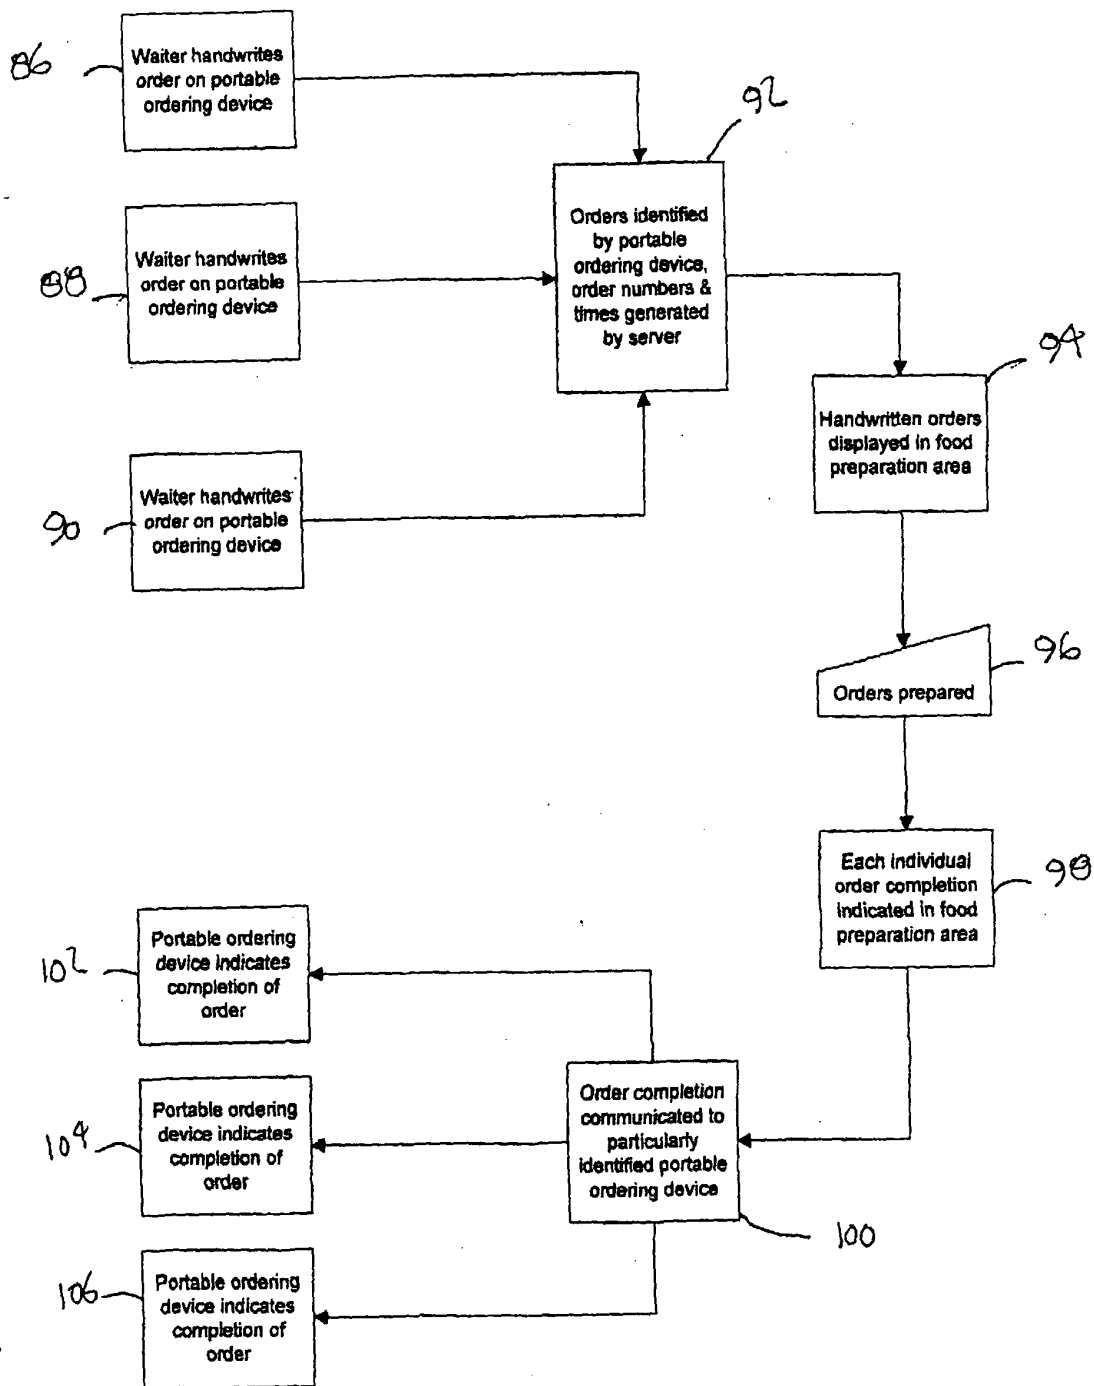 86
Waiter handwrites
order on portable
ordering device
92
Orders identified
by portable
ordering device,
order numbers &
times generated
by server
88
Waiter handwrites
order on portable
ordering device
94
Handwritten orders
displayed in food
preparation area
90
Waiter handwrites
order on portable
ordering device
96
Orders prepared
98
Each individual
order completion
indicated in food
preparation area
102
Portable ordering
device indicates
completion of
order
Order completion
communicated to
particularly
identified portable
ordering device
100
104
Portable ordering
device indicates
completion of
order
106
Portable ordering
device indicates
completion of
order